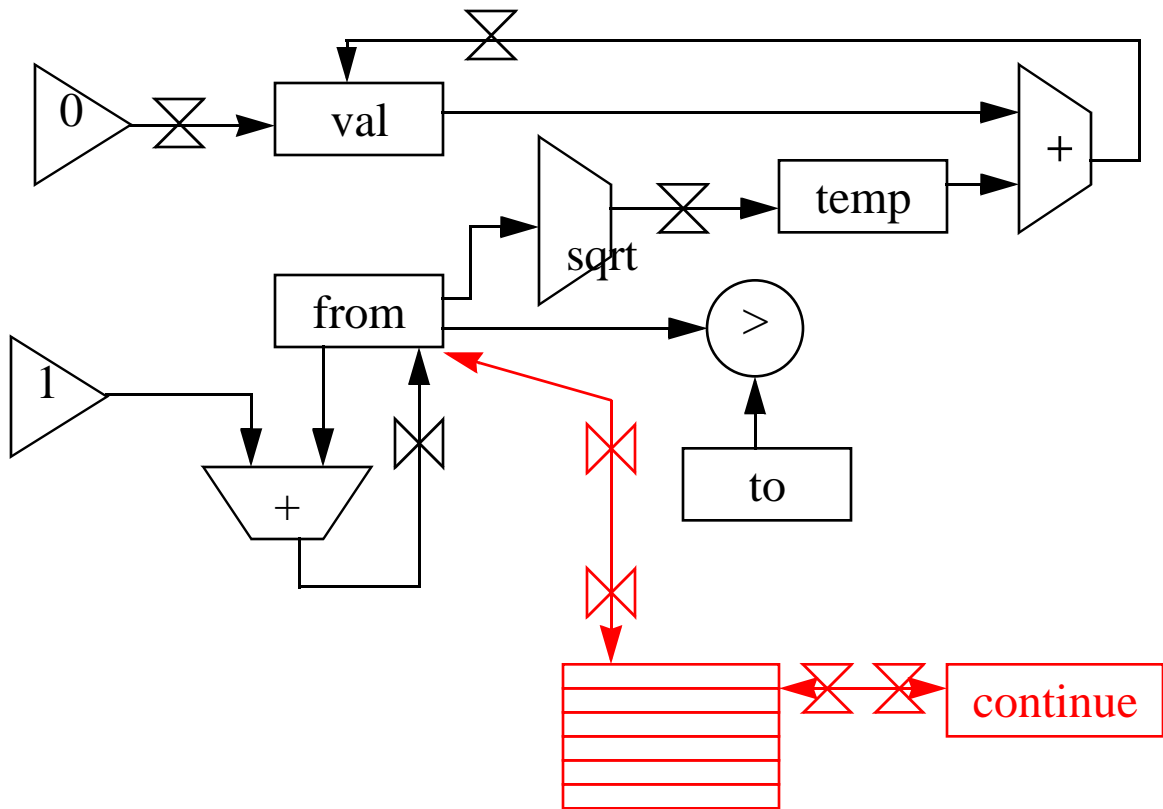 0
val
+
temp
sqrt
from
>
1
to
+
continue